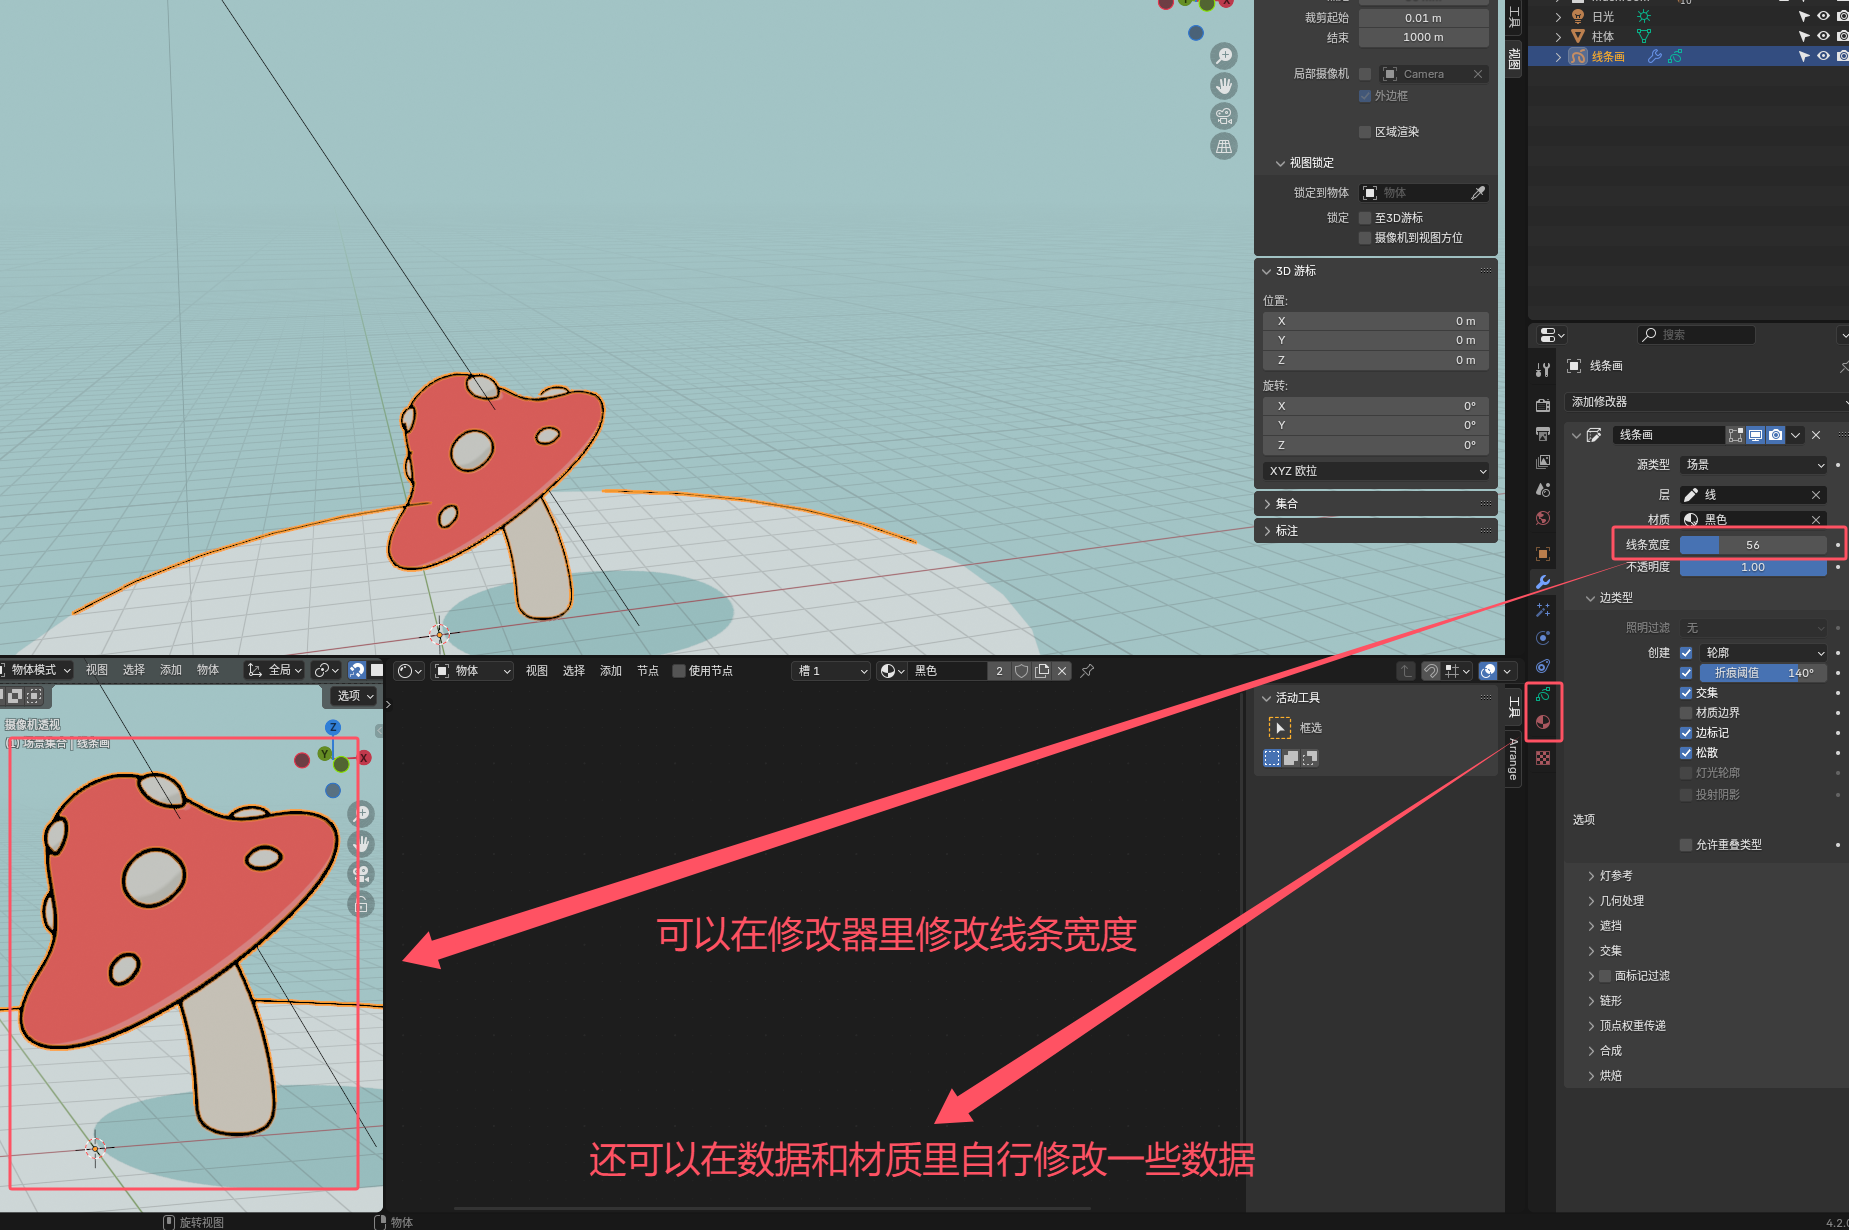 裁剪起始 0.01 m
结束 1000 m
局部摄像机 Camera
外边框
区域渲染
视图锁定
锁定到物体 物体
锁定 至3D游标
摄像机到视图方位
3D 游标
位置:
X 0 m
Y 0 m
Z 0 m
旋转:
X 0°
Y 0°
Z 0°
XYZ 欧拉
集合
标注
工具
视图
日光
柱体
线条画
搜索
线条画
添加修改器
线条画
源类型 场景
层 线
材质 黑色
线条宽度 56
不透明度 1.00
边类型
照明过滤 无
创建 轮廓
折痕阈值 140°
交集
材质边界
边标记
松散
灯光轮廓
投射阴影
选项
允许重叠类型
灯参考
几何处理
遮挡
交集
面标记过滤
链形
顶点权重传递
合成
烘焙
物体模式 视图 选择 添加 物体 全局
选项
摄像机透视
(1) 场景集合 | 线条画
Z
Y
X
物体 视图 选择 添加 节点 使用节点 槽 1 黑色 2
活动工具
框选
工具
Arrange
可以在修改器里修改线条宽度
还可以在数据和材质里自行修改一些数据
旋转视图 物体
4.2.0